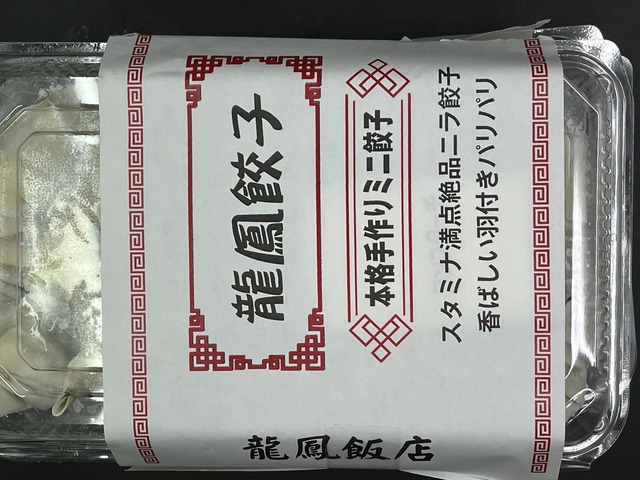 龍鳳餃子
本格手作りミニ餃子
スタミナ満点絶品ニラ餃子
香ばしい羽付きパリパリ
龍鳳飯店